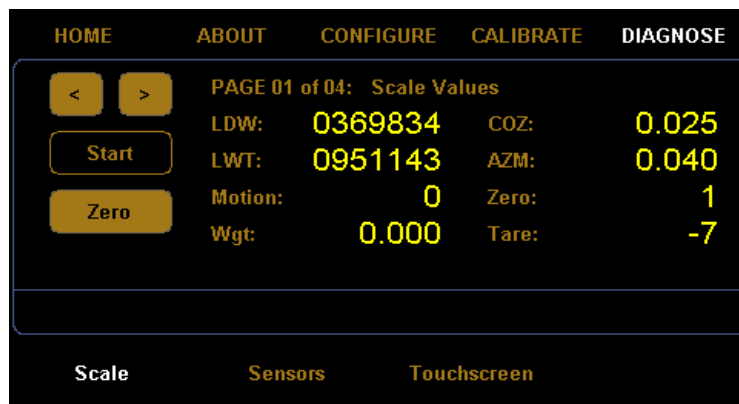 HOME ABOUT CONFIGURE CALIBRATE DIAGNOSE
< > PAGE 01 of 04: Scale Values
LDW: 0369834 COZ: 0.025
Start LWT: 0951143 AZM: 0.040
Zero Motion: 0 Zero: 1
Wgt: 0.000 Tare: -7
Scale Sensors Touchscreen